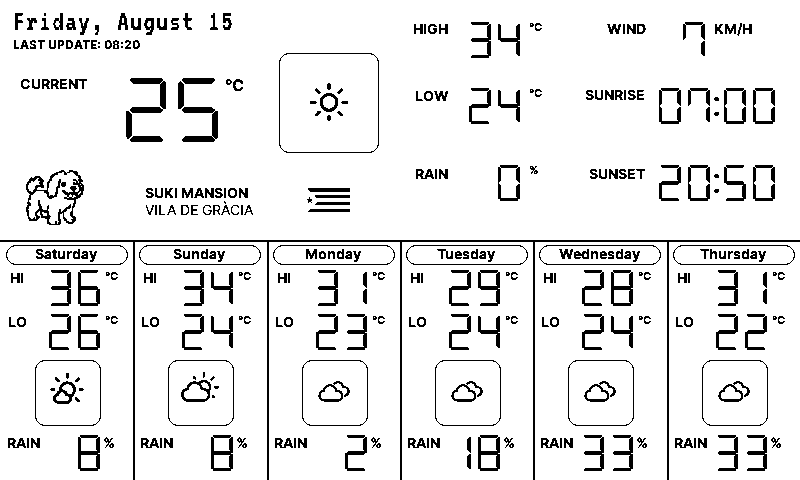 Friday, August 15
LAST UPDATE: 08:20
CURRENT 25 °C
HIGH 34 °C
WIND 7 KM/H
LOW 24 °C
SUNRISE 07:00
RAIN 0 %
SUNSET 20:50
SUKI MANSION
VILA DE GRÀCIA
Saturday
HI 36 °C
LO 26 °C
RAIN 8 %
Sunday
HI 34 °C
LO 24 °C
RAIN 8 %
Monday
HI 31 °C
LO 23 °C
RAIN 2 %
Tuesday
HI 29 °C
LO 24 °C
RAIN 18 %
Wednesday
HI 28 °C
LO 24 °C
RAIN 33 %
Thursday
HI 31 °C
LO 22 °C
RAIN 33 %